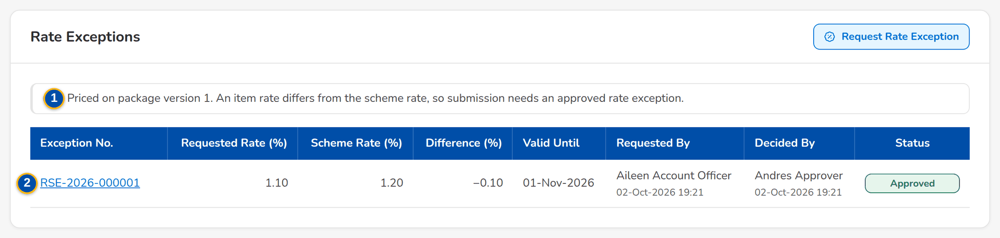 Rate Exceptions
Request Rate Exception
1 Priced on package version 1. An item rate differs from the scheme rate, so submission needs an approved rate exception.
Exception No. Requested Rate (%) Scheme Rate (%) Difference (%) Valid Until Requested By Decided By Status
2 RSE-2026-000001 1.10 1.20 −0.10 01-Nov-2026 Aileen Account Officer Andres Approver Approved
02-Oct-2026 19:21 02-Oct-2026 19:21